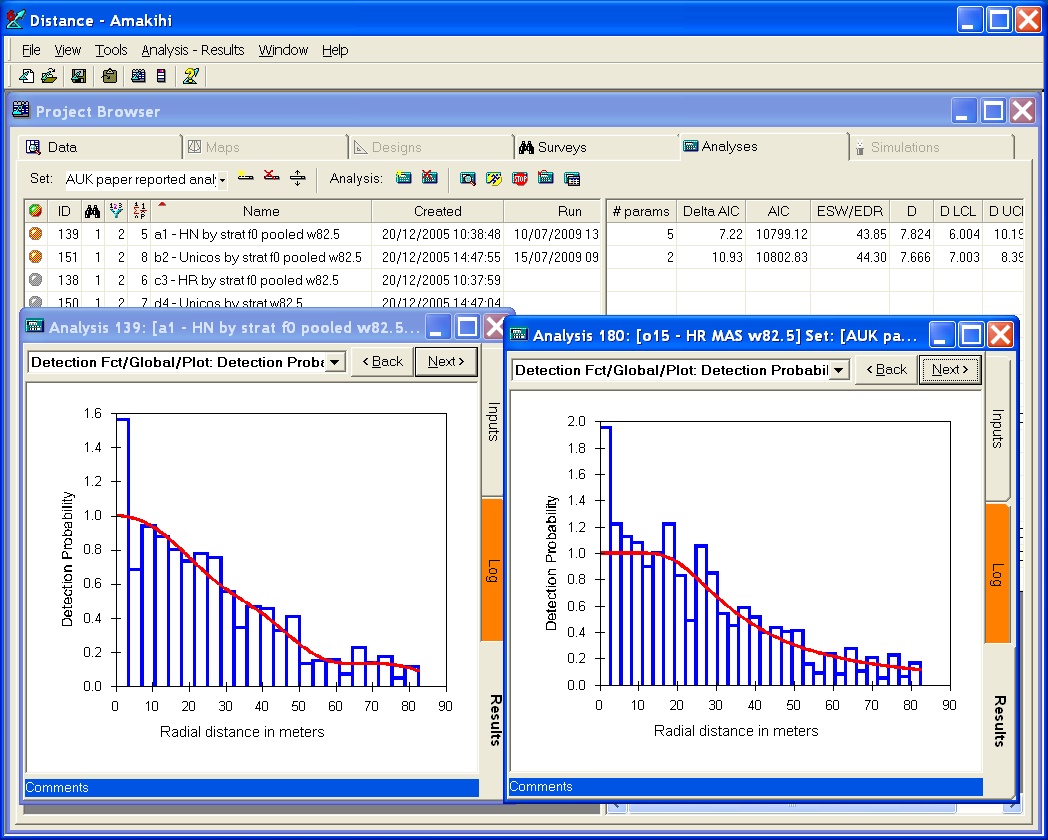 Distance - Amakihi
File View Tools Analysis - Results Window Help
Project Browser
Data Maps Designs Surveys Analyses Simulations
Set: AUK paper reported anal Analysis:
ID Name Created Run # params Delta AIC AIC ESW/EDR D D LCL D UCL
139 1 2 5 a1 - HN by strat f0 pooled w82.5 20/12/2005 10:38:48 10/07/2009 13 5 7.22 10799.12 43.85 7.824 6.004 10.19
151 1 2 8 b2 - Unicos by strat f0 pooled w82.5 20/12/2005 14:47:55 15/07/2009 09 2 10.93 10802.83 44.30 7.666 7.003 8.39
138 1 2 6 c3 - HR by strat f0 pooled w82.5 20/12/2005 10:37:59
150 1 2 7 d4 - Unicos by strat w82.5 20/12/2005 14:47:04
Analysis 139: [a1 - HN by strat f0 pooled w82.5...
Detection Fct/Global/Plot: Detection Proba < Back Next >
Inputs
Log
Results
1.6
1.4
1.2
1.0
0.8
0.6
0.4
0.2
0.0
Detection Probability
0 10 20 30 40 50 60 70 80 90
Radial distance in meters
Comments
Analysis 180: [o15 - HR MAS w82.5] Set: [AUK pa...
Detection Fct/Global/Plot: Detection Probabil < Back Next >
Inputs
Log
Results
2.0
1.8
1.6
1.4
1.2
1.0
0.8
0.6
0.4
0.2
0.0
Detection Probability
0 10 20 30 40 50 60 70 80 90
Radial distance in meters
Comments